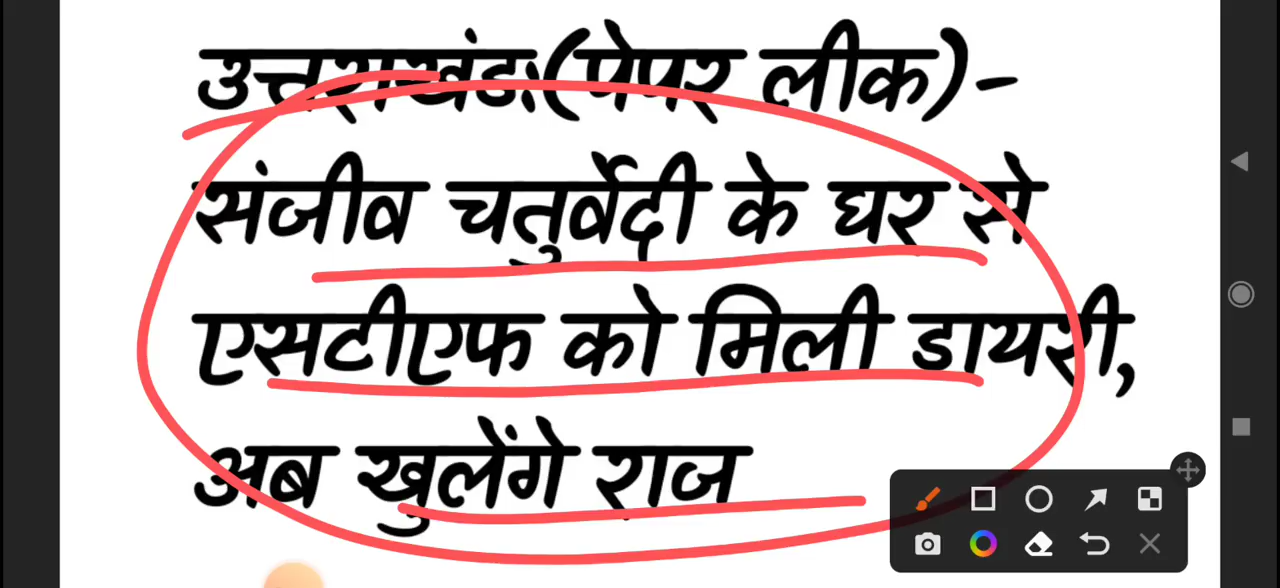 उत्तराखंड:(पेपर लीक)-
संजीव चतुर्वेदी के घर से
एसटीएफ को मिली डायरी,
अब खुलेंगे राज